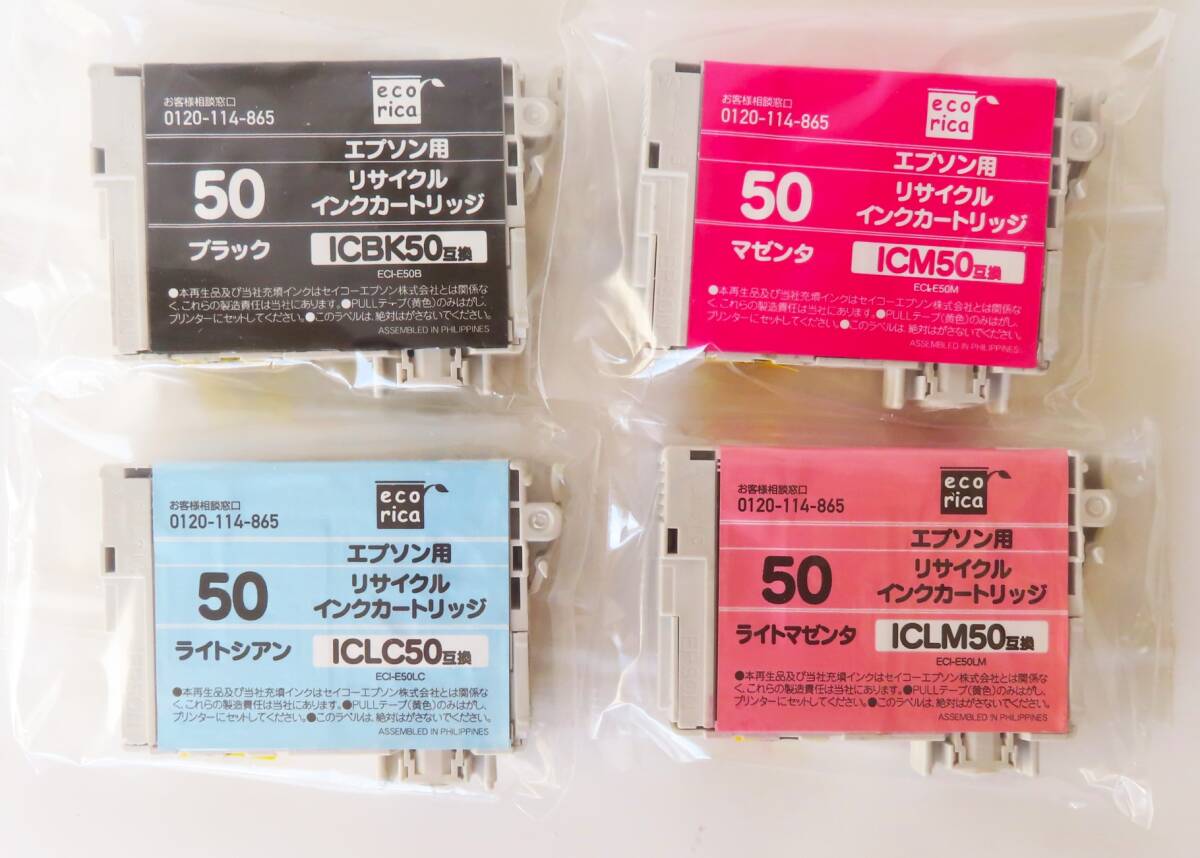 お客様相談窓口
0120-114-865
eco
rica
エプソン用
50
リサイクル
インクカートリッジ
ブラック
ICBK50互換
ECI-E50B
●本再生品及び当社充填インクはセイコーエプソン株式会社とは関係な
く、これらの製造責任は当社にあります。●PULLテープ(黄色)のみはがし、
プリンターにセットしてください。●このラベルは、絶対はがさないでください。
ASSEMBLED IN PHILIPPINES
お客様相談窓口
0120-114-865
eco
rica
エプソン用
50
リサイクル
インクカートリッジ
マゼンタ
ICM50互換
ECI-E50M
●本再生品及び当社充填インクはセイコーエプソン株式会社とは関係な
く、これらの製造責任は当社にあります。●PULLテープ(黄色)のみはがし、
プリンターにセットしてください。●このラベルは、絶対はがさないでください。
ASSEMBLED IN PHILIPPINES
お客様相談窓口
0120-114-865
eco
rica
エプソン用
50
リサイクル
インクカートリッジ
ライトシアン
ICLC50互換
ECI-E50LC
●本再生品及び当社充填インクはセイコーエプソン株式会社とは関係な
く、これらの製造責任は当社にあります。●PULLテープ(黄色)のみはがし、
プリンターにセットしてください。●このラベルは、絶対はがさないでください。
ASSEMBLED IN PHILIPPINES
お客様相談窓口
0120-114-865
eco
rica
エプソン用
50
リサイクル
インクカートリッジ
ライトマゼンタ
ICLM50互換
ECI-E50LM
●本再生品及び当社充填インクはセイコーエプソン株式会社とは関係な
く、これらの製造責任は当社にあります。●PULLテープ(黄色)のみはがし、
プリンターにセットしてください。●このラベルは、絶対はがさないでください。
ASSEMBLED IN PHILIPPINES